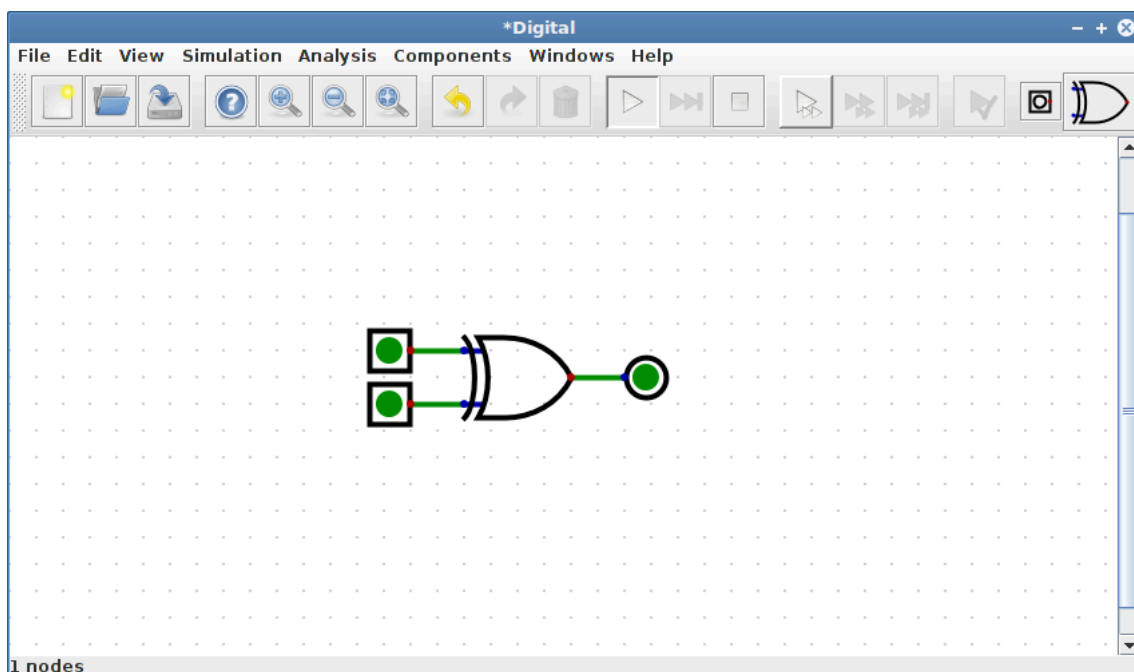 *Digital
File Edit View Simulation Analysis Components Windows Help
1 nodes